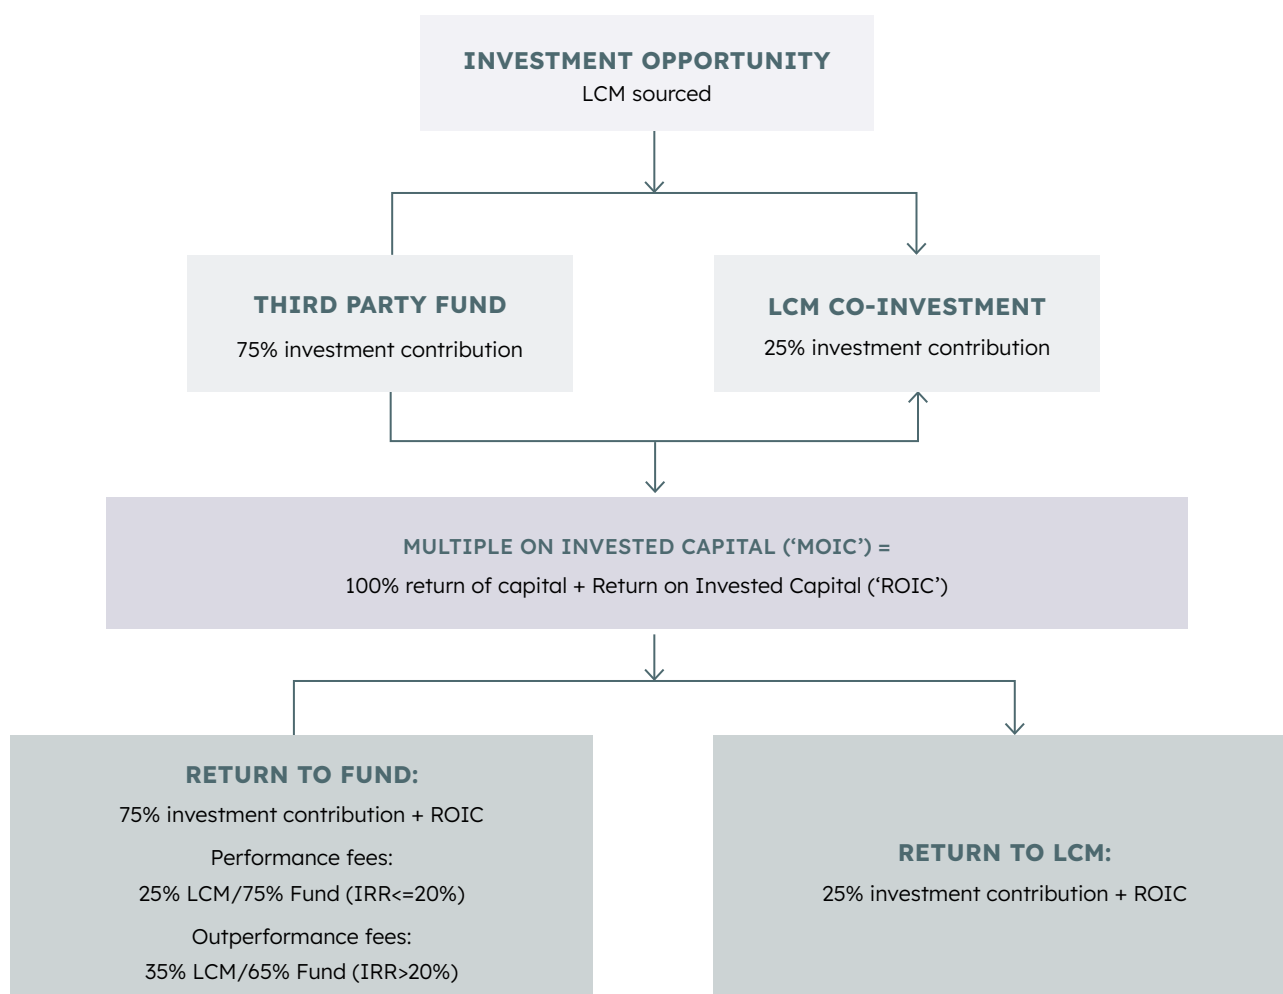 INVESTMENT OPPORTUNITY
LCM sourced
THIRD PARTY FUND
75% investment contribution
LCM CO-INVESTMENT
25% investment contribution
MULTIPLE ON INVESTED CAPITAL (‘MOIC’) =
100% return of capital + Return on Invested Capital (‘ROIC’)
RETURN TO FUND:
75% investment contribution + ROIC
Performance fees:
25% LCM/75% Fund (IRR<=20%)
Outperformance fees:
35% LCM/65% Fund (IRR>20%)
RETURN TO LCM:
25% investment contribution + ROIC